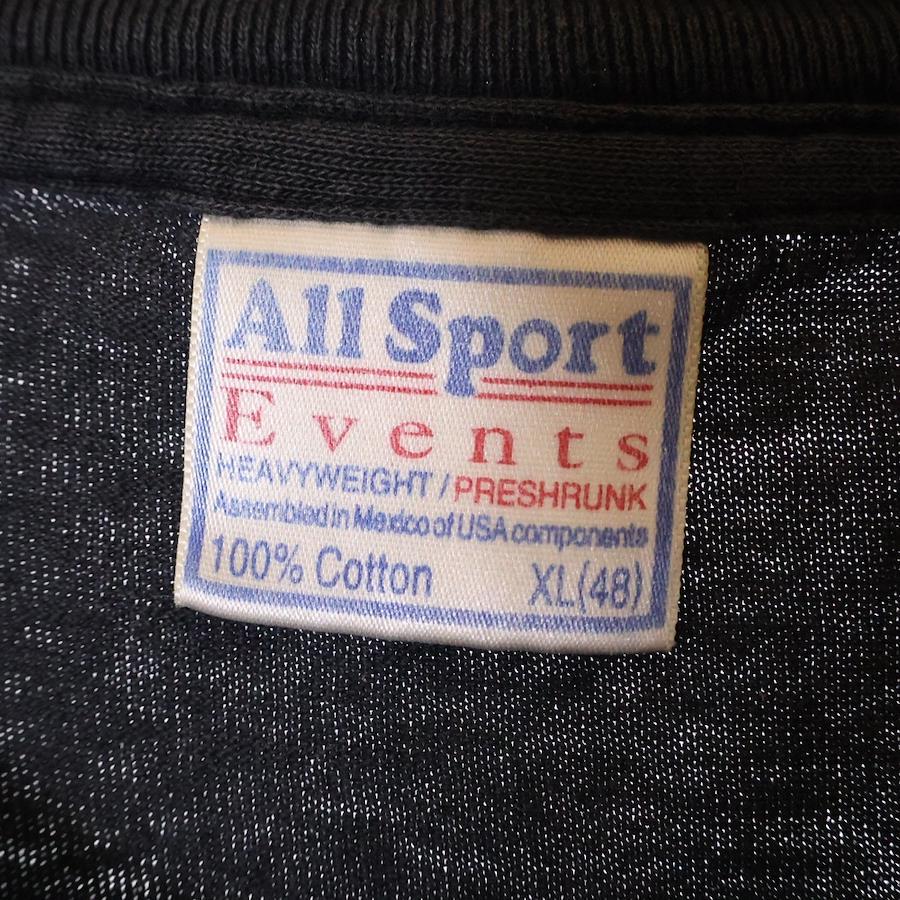 All Sport
Events
HEAVYWEIGHT / PRESHRUNK
Assembled in Mexico of USA components
100% Cotton XL(48)